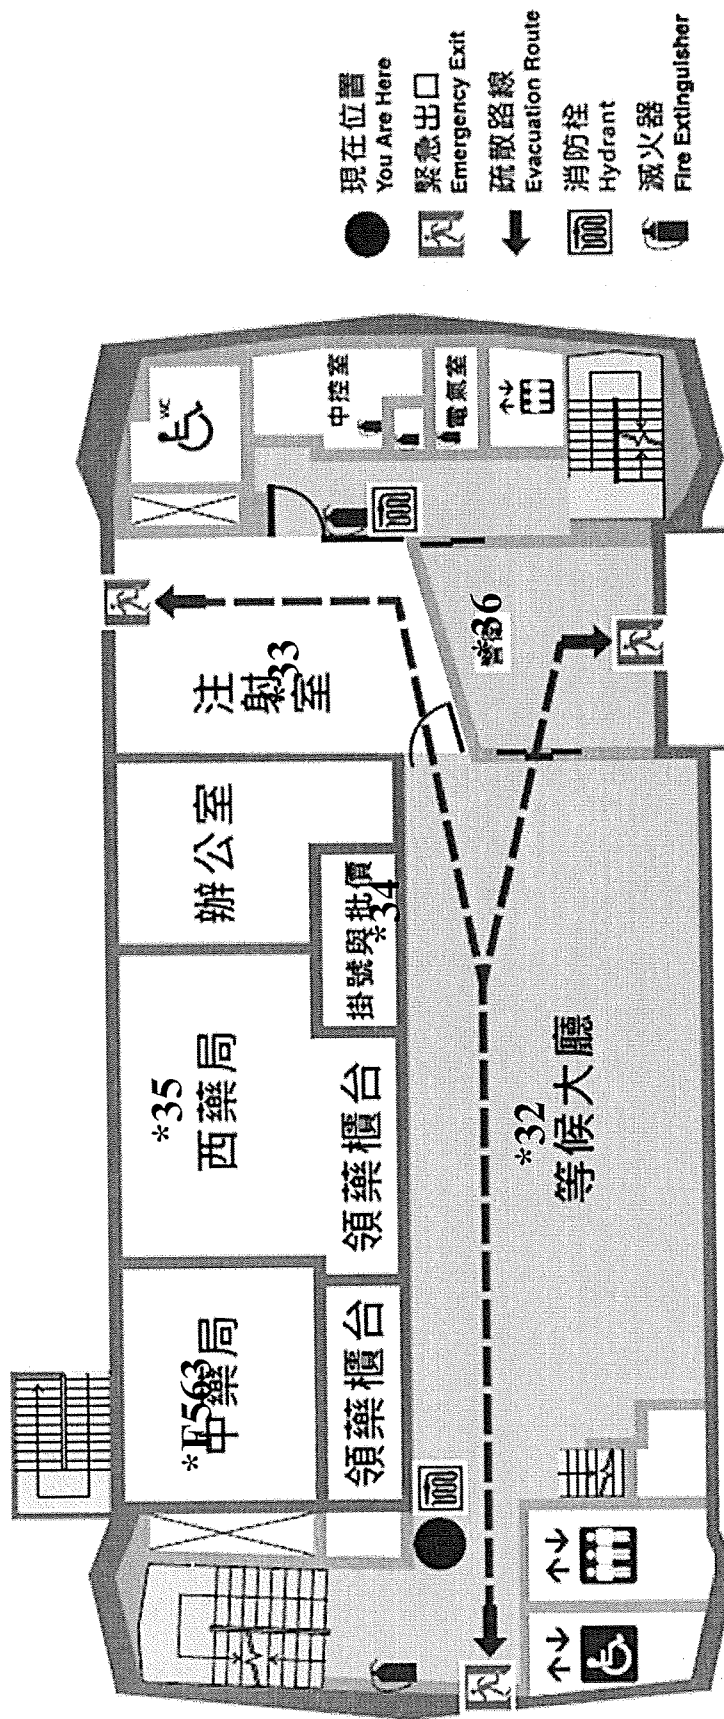 現在位置
You Are Here
緊急出口
Emergency Exit
疏散路線
Evacuation Route
消防栓
Hydrant
滅火器
Fire Extinguisher
WC
中控室
電氣室
注射室
*33
辦公室
掛號與批價
*34
*35
西藥局
*F563
中藥局
領藥櫃台
領藥櫃台
*32
等候大廳
*36